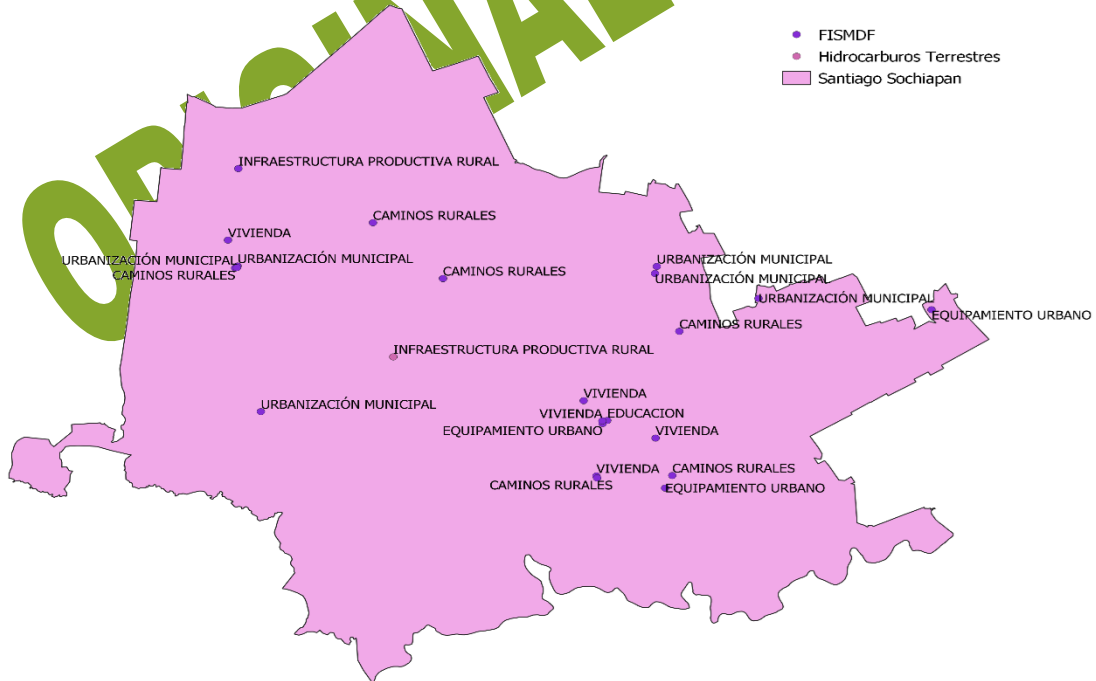 FISMDF
Hidrocarburos Terrestres
Santiago Sochiapan
INFRAESTRUCTURA PRODUCTIVA RURAL
CAMINOS RURALES
VIVIENDA
URBANIZACIÓN MUNICIPAL
URBANIZACIÓN MUNICIPAL
CAMINOS RURALES
CAMINOS RURALES
URBANIZACIÓN MUNICIPAL
URBANIZACIÓN MUNICIPAL
URBANIZACIÓN MUNICIPAL
EQUIPAMIENTO URBANO
CAMINOS RURALES
INFRAESTRUCTURA PRODUCTIVA RURAL
VIVIENDA
URBANIZACIÓN MUNICIPAL
VIVIENDA
EDUCACION
EQUIPAMIENTO URBANO
VIVIENDA
VIVIENDA
CAMINOS RURALES
CAMINOS RURALES
EQUIPAMIENTO URBANO